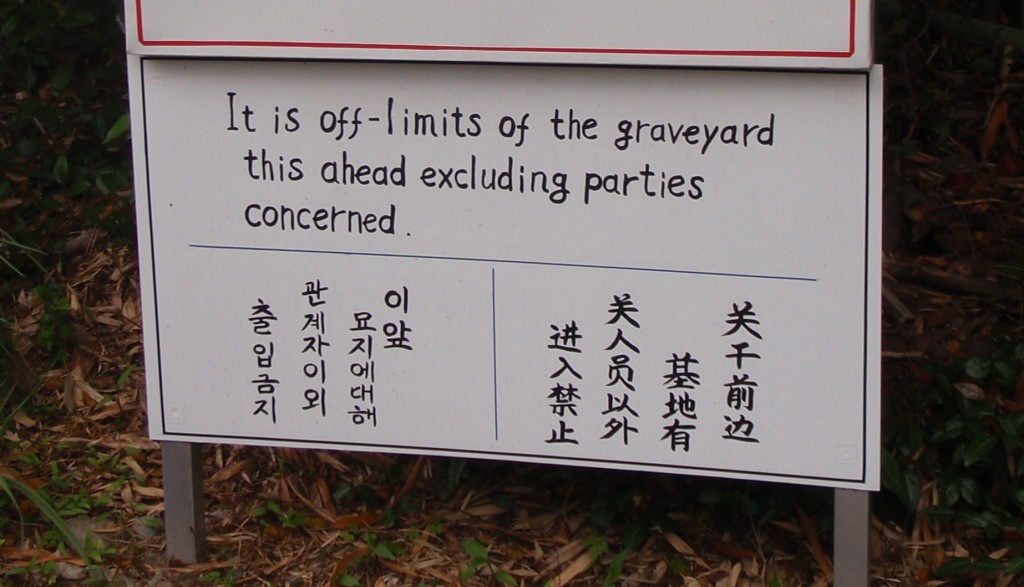 It is off-limits of the graveyard
this ahead excluding parties
concerned.
이앞
묘지에대해
관계자이외
출입금지
关于前边
基地有
关人员以外
进入禁止